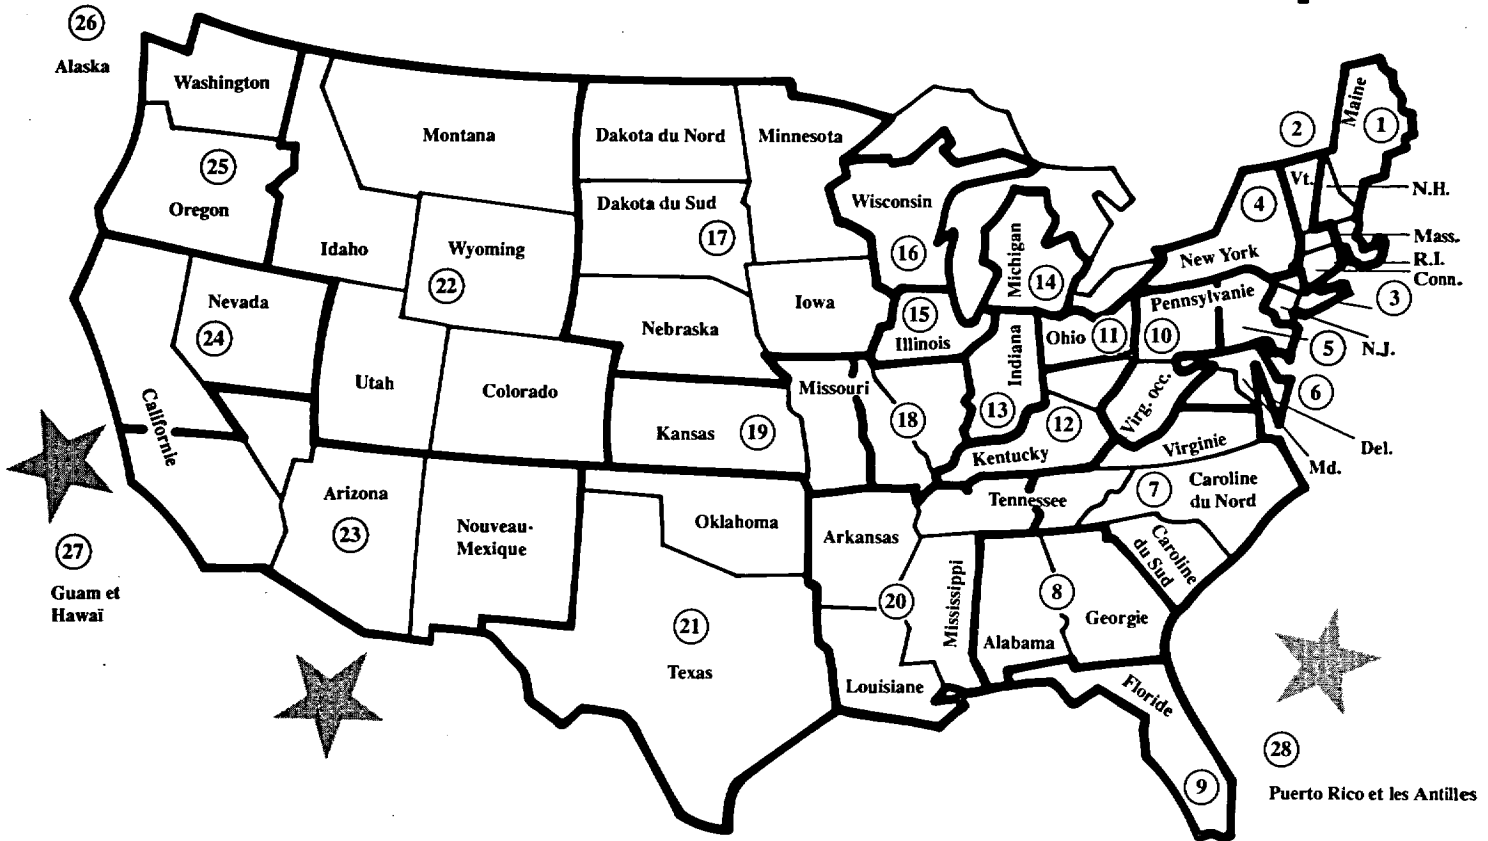 26
Alaska
Washington
Montana
Dakota du Nord
Minnesota
Maine
1
2
25
Oregon
Idaho
Wyoming
22
Dakota du Sud
17
Wisconsin
16
Michigan
14
4
New York
Vt.
N.H.
Mass.
R.I.
Conn.
3
Nevada
24
Utah
Colorado
Nebraska
Iowa
15
Illinois
Indiana
13
Ohio
11
Pennsylvanie
10
5
N.J.
6
Californie
Kansas
19
Missouri
18
12
Kentucky
Virg. occ.
Virginie
Del.
Md.
Arizona
23
Nouveau-
Mexique
Oklahoma
Arkansas
Tennessee
7
Caroline
du Nord
Caroline
du Sud
27
Guam et
Hawaï
21
Texas
20
Mississippi
Louisiane
Alabama
8
Georgie
Floride
9
28
Puerto Rico et les Antilles